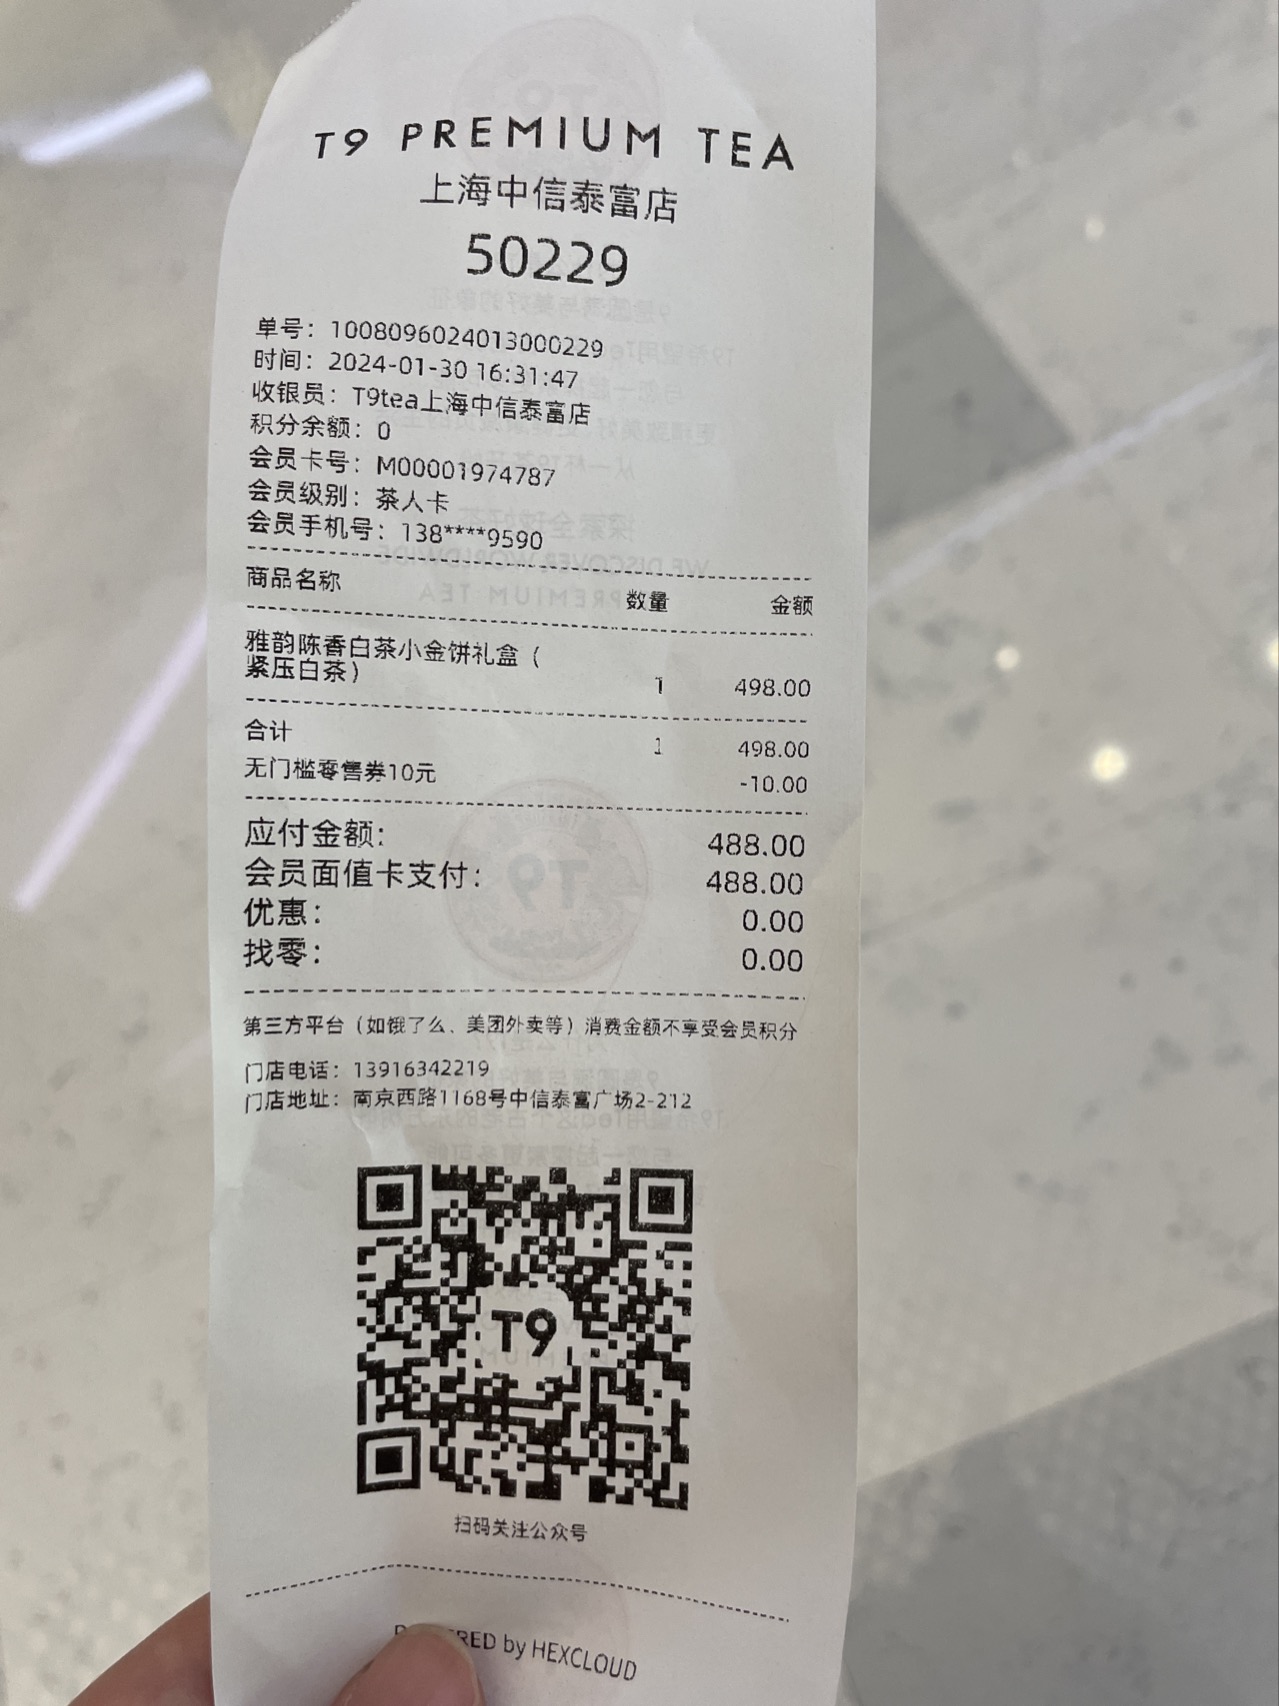 T9 PREMIUM TEA
上海中信泰富店
50229
单号：1008096024013000229
时间：2024-01-30 16:31:47
收银员：T9tea上海中信泰富店
积分余额：0
会员卡号：M00001974787
会员级别：茶人卡
会员手机号：138****9590
商品名称 数量 金额
雅韵陈香白茶小金饼礼盒（
紧压白茶） 1 498.00
合计 1 498.00
无门槛零售券10元 -10.00
应付金额： 488.00
会员面值卡支付： 488.00
优惠： 0.00
找零： 0.00
第三方平台（如饿了么、美团外卖等）消费金额不享受会员积分
门店电话：13916342219
门店地址：南京西路1168号中信泰富广场2-212
T9
扫码关注公众号
by HEXCLOUD